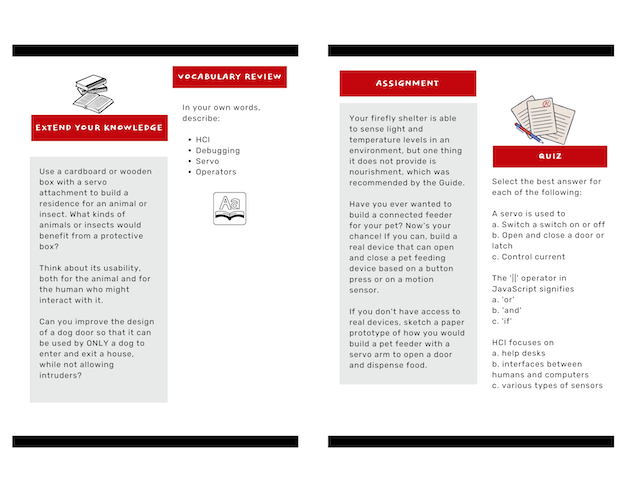 VOCABULARY REVIEW
In your own words,
describe:
• HCI
• Debugging
• Servo
• Operators
Aa
EXTEND YOUR KNOWLEDGE
Use a cardboard or wooden
box with a servo
attachment to build a
residence for an animal or
insect. What kinds of
animals or insects would
benefit from a protective
box?
Think about its usability,
both for the animal and for
the human who might
interact with it.
Can you improve the design
of a dog door so that it can
be used by ONLY a dog to
enter and exit a house,
while not allowing
intruders?
ASSIGNMENT
Your firefly shelter is able
to sense light and
temperature levels in an
environment, but one thing
it does not provide is
nourishment, which was
recommended by the Guide.
Have you ever wanted to
build a connected feeder
for your pet? Now's your
chance! If you can, build a
real device that can open
and close a pet feeding
device based on a button
press or on a motion
sensor.
If you don't have access to
real devices, sketch a paper
prototype of how you would
build a pet feeder with a
servo arm to open a door
and dispense food.
QUIZ
Select the best answer for
each of the following:
A servo is used to
a. Switch a switch on or off
b. Open and close a door or
latch
c. Control current
The '||' operator in
JavaScript signifies
a. 'or'
b. 'and'
c. 'if'
HCI focuses on
a. help desks
b. interfaces between
humans and computers
c. various types of sensors